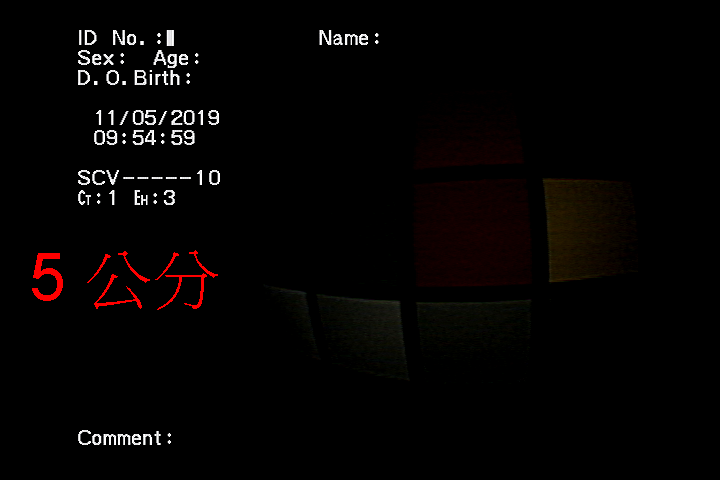 ID No.: Name:
Sex: Age:
D.O.Birth:
11/05/2019
09:54:59
SCV-----10
CT:1 EH:3
5 公分
Comment: